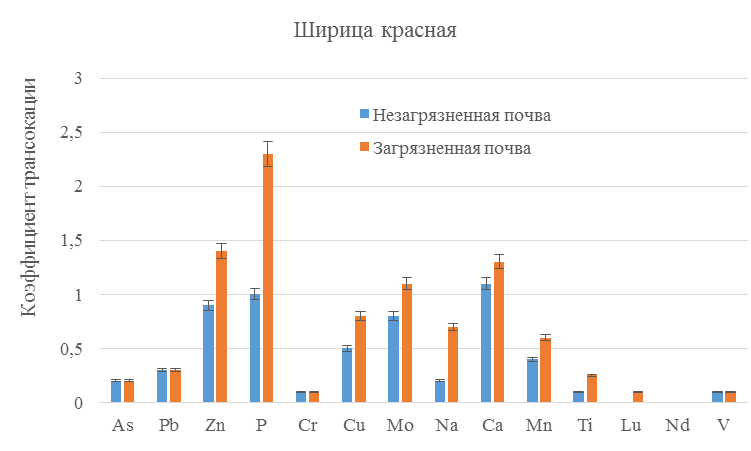 Ширица красная
Коэффициент трансокации
3
2,5
2
1,5
1
0,5
0
Незагрязненная почва
Загрязненная почва
As Pb Zn P Cr Cu Mo Na Ca Mn Ti Lu Nd V